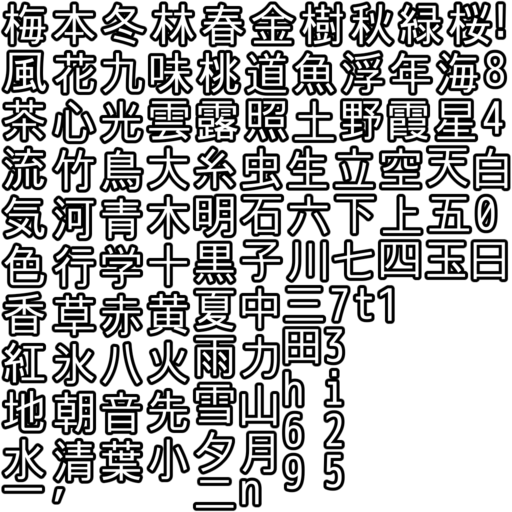 梅本冬林春金樹秋緑桜!
風花九味桃道魚浮年海8
茶心光雲露照土野霞星4
流竹鳥大糸虫生立空天白
気河青木明石六下上五0
色行学十黒子川七四玉日
香草赤黄夏中三7t1
紅氷八火雨力田3
地朝音先雪山hi
水清葉小夕月62
一,二n95